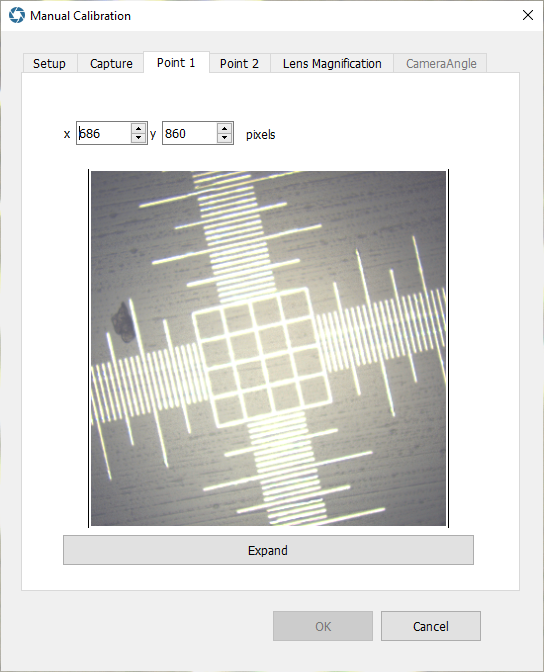 Manual Calibration
Setup Capture Point 1 Point 2 Lens Magnification CameraAngle
x 686 y 860 pixels
Expand
OK Cancel